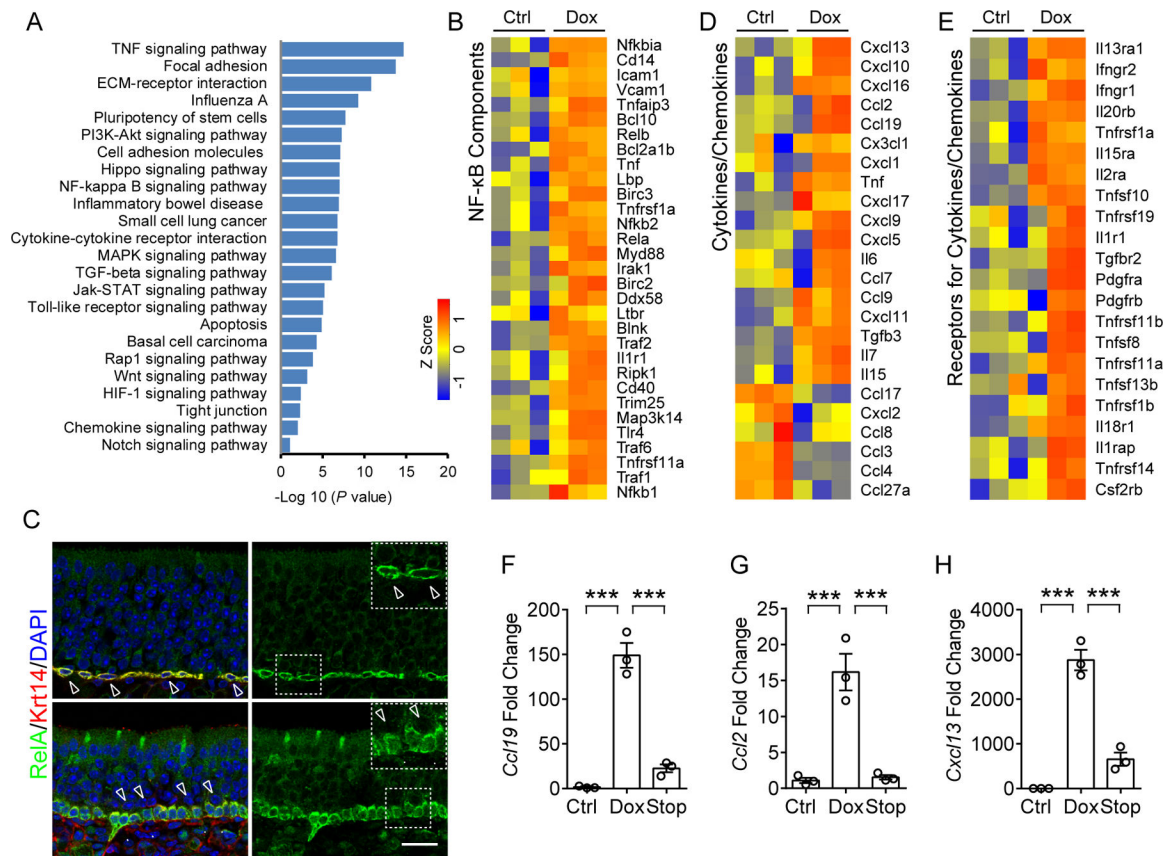 A
TNF signaling pathway
Focal adhesion
ECM-receptor interaction
Influenza A
Pluripotency of stem cells
PI3K-Akt signaling pathway
Cell adhesion molecules
Hippo signaling pathway
NF-kappa B signaling pathway
Inflammatory bowel disease
Small cell lung cancer
Cytokine-cytokine receptor interaction
MAPK signaling pathway
TGF-beta signaling pathway
Jak-STAT signaling pathway
Toll-like receptor signaling pathway
Apoptosis
Basal cell carcinoma
Rap1 signaling pathway
Wnt signaling pathway
HIF-1 signaling pathway
Tight junction
Chemokine signaling pathway
Notch signaling pathway
0 5 10 15 20
-Log 10 (P value)
Z Score
-1 0 1
B
Ctrl Dox
NF-κB Components
Nfkbia
Cd14
Icam1
Vcam1
Tnfaip3
Bcl10
Relb
Bcl2a1b
Tnf
Lbp
Birc3
Tnfrsf1a
Nfkb2
Rela
Myd88
Irak1
Birc2
Ddx58
Ltbr
Blnk
Traf2
Il1r1
Ripk1
Cd40
Trim25
Map3k14
Tlr4
Traf6
Tnfrsf11a
Traf1
Nfkb1
D
Ctrl Dox
Cytokines/Chemokines
Cxcl13
Cxcl10
Cxcl16
Ccl2
Ccl19
Cx3cl1
Cxcl1
Tnf
Cxcl17
Cxcl9
Cxcl5
Il6
Ccl7
Ccl9
Cxcl11
Tgfb3
Il7
Il15
Ccl17
Cxcl2
Ccl8
Ccl3
Ccl4
Ccl27a
E
Ctrl Dox
Receptors for Cytokines/Chemokines
Il13ra1
Ifngr2
Ifngr1
Il20rb
Tnfrsf1a
Il15ra
Il2ra
Tnfsf10
Tnfrsf19
Il1r1
Tgfbr2
Pdgfra
Pdgfrb
Tnfrsf11b
Tnfsf8
Tnfrsf11a
Tnfsf13b
Tnfrsf1b
Il18r1
Il1rap
Tnfrsf14
Csf2rb
C
RelA/Krt14/DAPI
F
*** ***
Ccl19 Fold Change
200
150
100
50
0
Ctrl Dox Stop
G
*** ***
Ccl2 Fold Change
25
20
15
10
5
0
Ctrl Dox Stop
H
*** ***
Cxcl13 Fold Change
4000
3000
2000
1000
0
Ctrl Dox Stop